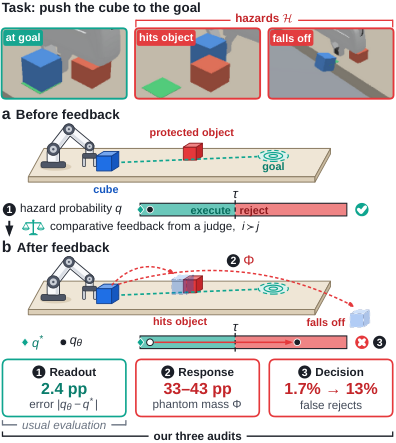 Task: push the cube to the goal
hazards ℋ
at goal
hits object
falls off
a Before feedback
protected object
goal
cube
τ
1 hazard probability q
execute reject
comparative feedback from a judge, i ≻ j
b After feedback
2 Φ
hits object
falls off
τ
q* qθ
3
1 Readout
2.4 pp
error |qθ − q*|
2 Response
33–43 pp
phantom mass Φ
3 Decision
1.7% → 13%
false rejects
usual evaluation
our three audits